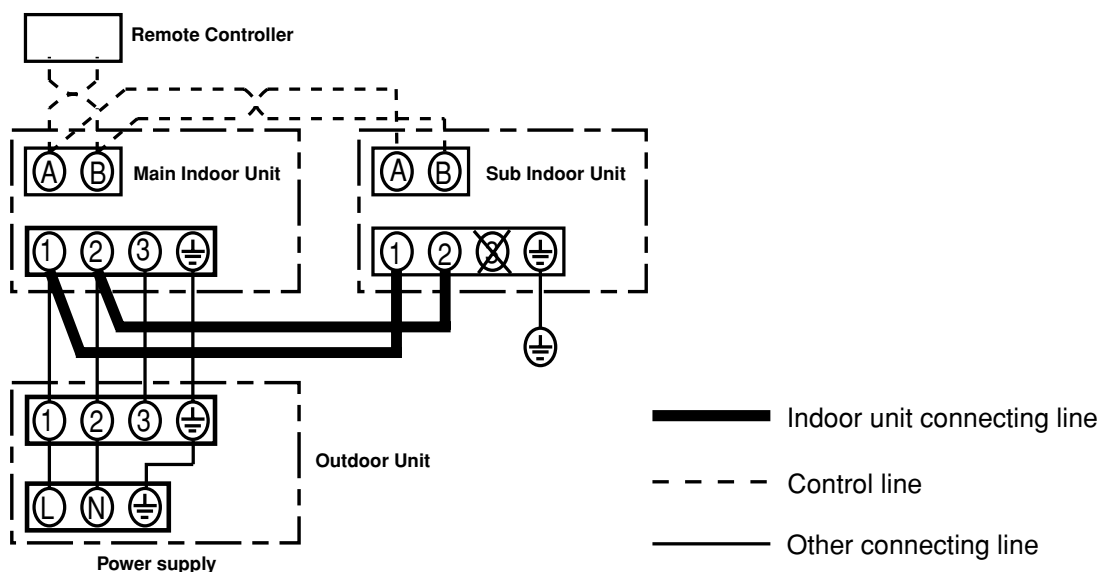 Remote Controller
A B Main Indoor Unit
A B Sub Indoor Unit
1 2 3
1 2 3
1 2 3
Outdoor Unit
L N
Power supply
Indoor unit connecting line
Control line
Other connecting line